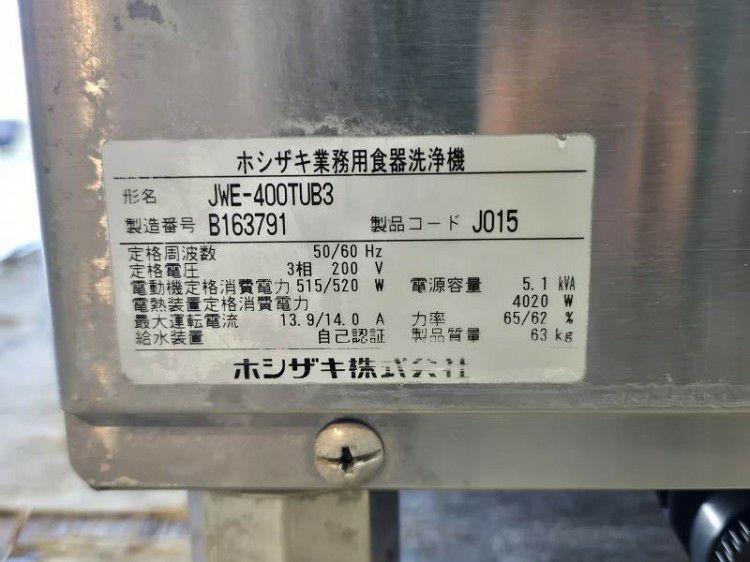 ホシザキ業務用食器洗浄機
形名 JWE-400TUB3
製造番号 B163791 製品コード J015
定格周波数 50/60 Hz
定格電圧 3相 200 V
電動機定格消費電力 515/520 W 電源容量 5.1 kVA
電熱装置定格消費電力 4020 W
最大運転電流 13.9/14.0 A 力率 65/62 %
給水装置 自己認証 製品質量 63 kg
ホシザキ株式会社